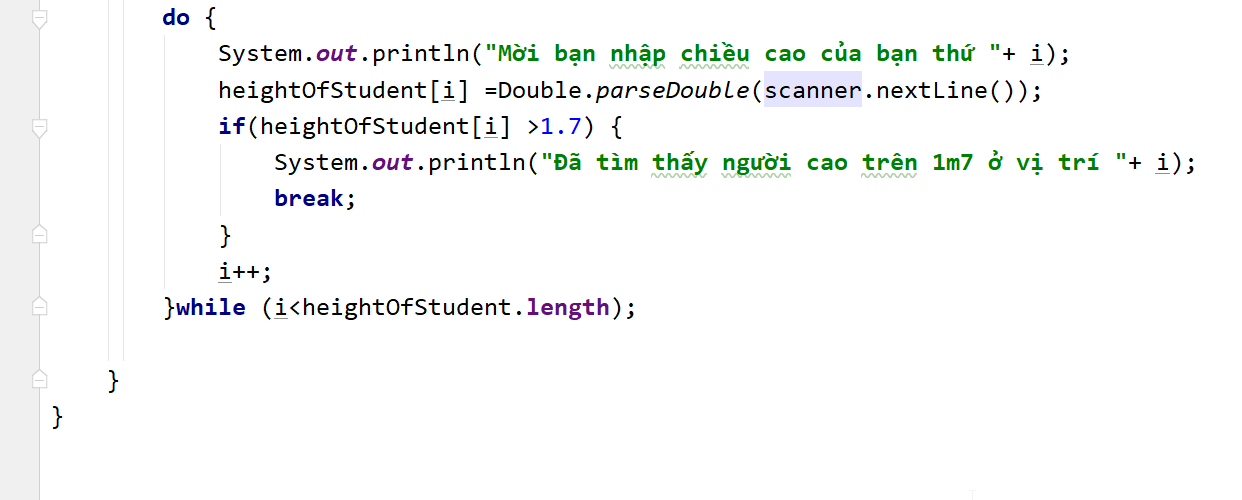 do {
System.out.println("Mời bạn nhập chiều cao của bạn thứ "+ i);
heightOfStudent[i] =Double.parseDouble(scanner.nextLine());
if(heightOfStudent[i] >1.7) {
System.out.println("Đã tìm thấy người cao trên 1m7 ở vị trí "+ i);
break;
}
i++;
}while (i<heightOfStudent.length);
}
}